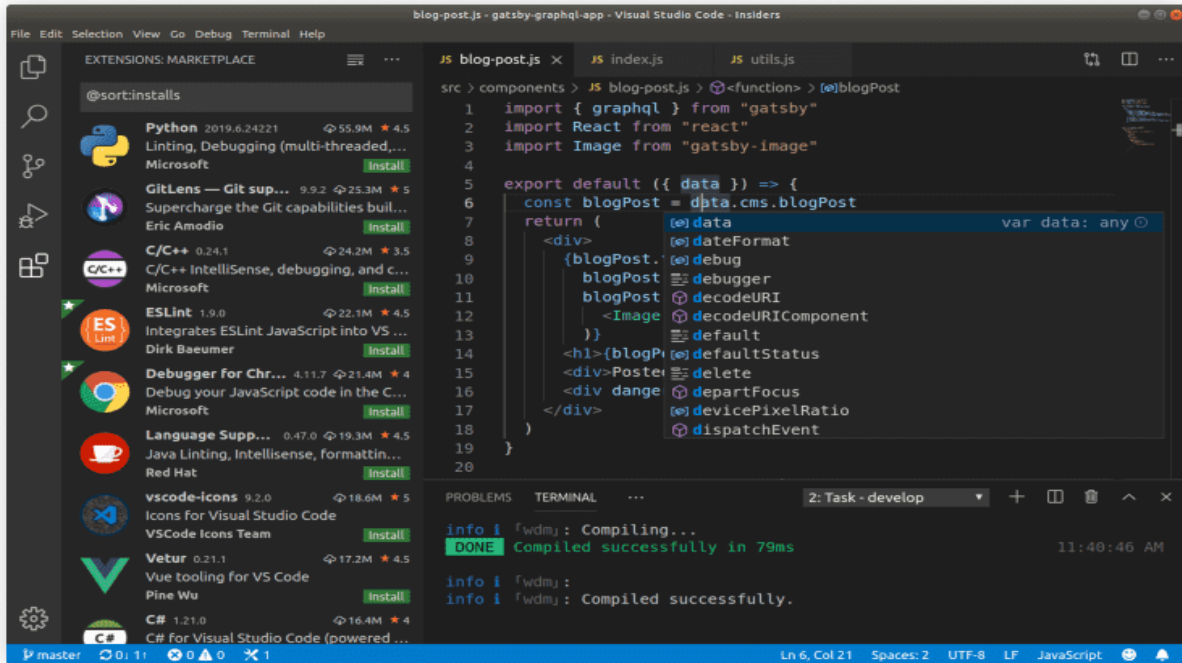 blog-post.js - gatsby-graphql-app - Visual Studio Code - Insiders
File Edit Selection View Go Debug Terminal Help
EXTENSIONS: MARKETPLACE
@sort:installs
Python 2019.6.24221 55.9M ★ 4.5
Linting, Debugging (multi-threaded,...
Microsoft Install
GitLens — Git sup... 9.9.2 25.3M ★ 5
Supercharge the Git capabilities buil...
Eric Amodio Install
C/C++ 0.24.1 24.2M ★ 3.5
C/C++
C/C++ IntelliSense, debugging, and c...
Microsoft Install
ESLint 1.9.0 22.1M ★ 4.5
ES
Lint
Integrates ESLint JavaScript into VS ...
Dirk Baeumer Install
Debugger for Chr... 4.11.7 21.4M ★ 4
Debug your JavaScript code in the C...
Microsoft Install
Language Supp... 0.47.0 19.3M ★ 4.5
Java Linting, Intellisense, formattin...
Red Hat Install
vscode-icons 9.2.0 18.6M ★ 5
Icons for Visual Studio Code
VSCode Icons Team Install
Vetur 0.21.1 17.2M ★ 4.5
Vue tooling for VS Code
Pine Wu Install
C# 1.21.0 16.4M ★ 4
C#
C# for Visual Studio Code (powered ...
JS blog-post.js × JS index.js JS utils.js
src > components > JS blog-post.js > <function> > blogPost
1 import { graphql } from "gatsby"
2 import React from "react"
3 import Image from "gatsby-image"
4
5 export default ({ data }) => {
6 const blogPost = data.cms.blogPost
7 return (
8 <div>
9 {blogPost.
10 blogPost
11 blogPost
12 <Image
13 )}
14 <h1>{blogP
15 <div>Poste
16 <div dange
17 </div>
18 )
19 }
20
data var data: any
dateFormat
debug
debugger
decodeURI
decodeURIComponent
default
defaultStatus
delete
departFocus
devicePixelRatio
dispatchEvent
PROBLEMS TERMINAL ... 2: Task - develop
info i ｢wdm｣: Compiling...
DONE Compiled successfully in 79ms 11:40:46 AM
info i ｢wdm｣:
info i ｢wdm｣: Compiled successfully.
master 0↓ 1↑ 0 0 1 Ln 6, Col 21 Spaces: 2 UTF-8 LF JavaScript